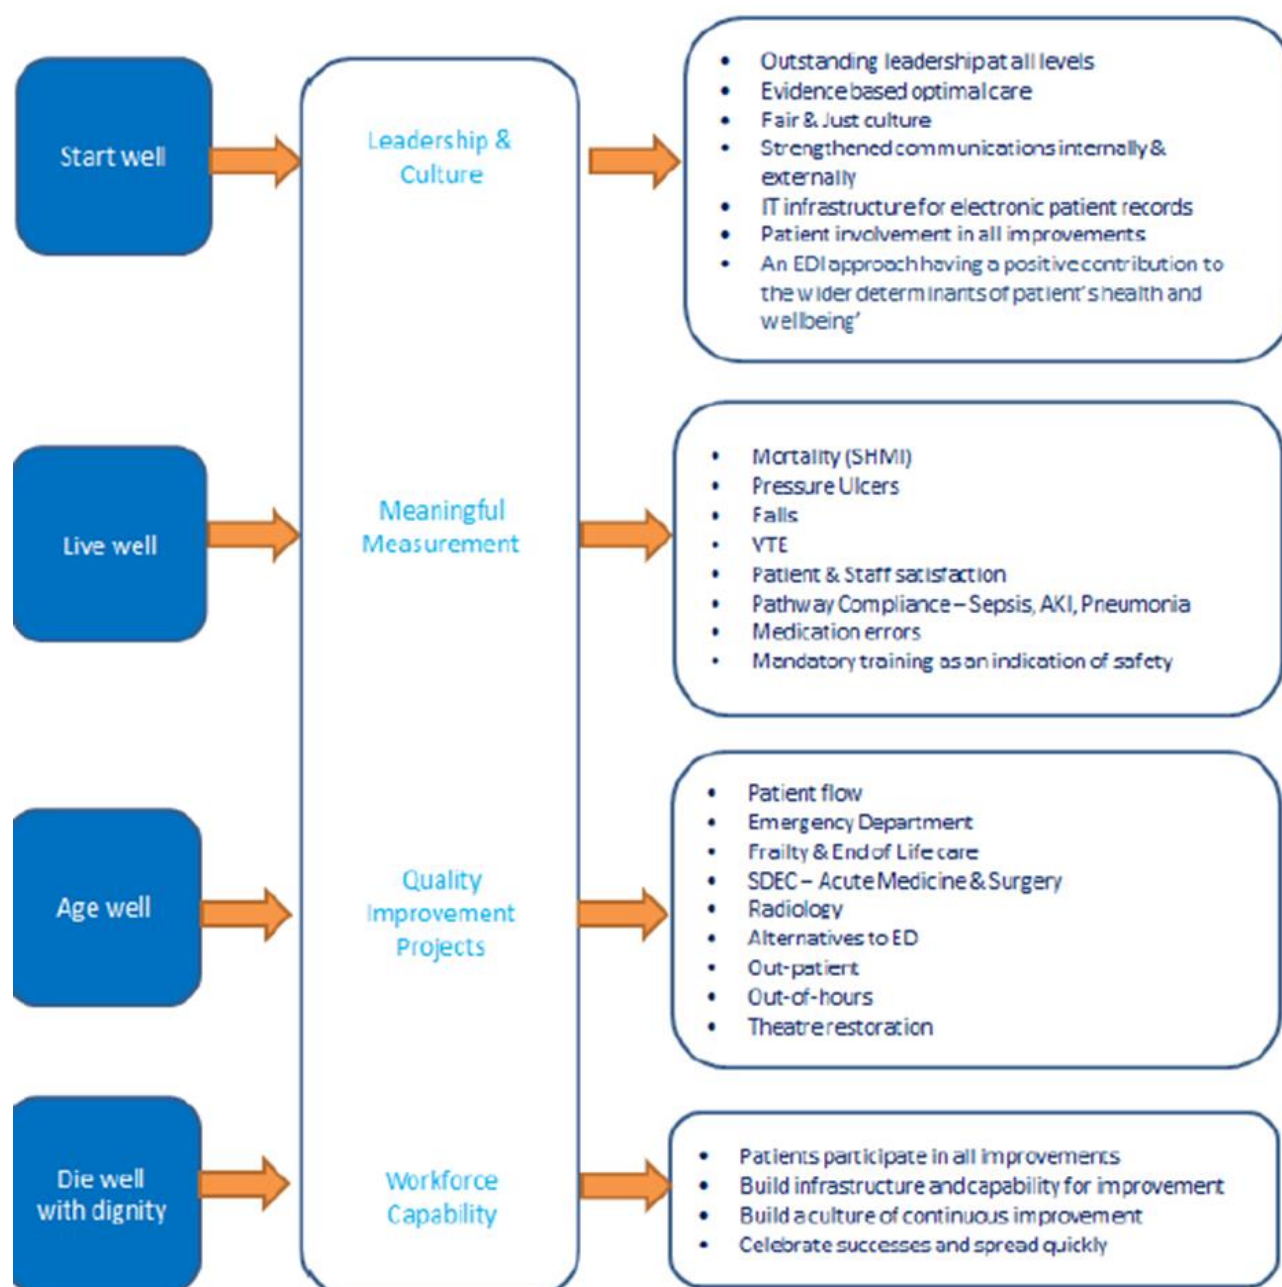 Start well
Leadership &
Culture
• Outstanding leadership at all levels
• Evidence based optimal care
• Fair & Just culture
• Strengthened communications internally &
externally
• IT infrastructure for electronic patient records
• Patient involvement in all improvements
• An EDI approach having a positive contribution to
the wider determinants of patient's health and
wellbeing'
Live well
Meaningful
Measurement
• Mortality (SHMI)
• Pressure Ulcers
• Falls
• VTE
• Patient & Staff satisfaction
• Pathway Compliance – Sepsis, AKI, Pneumonia
• Medication errors
• Mandatory training as an indication of safety
Age well
Quality
Improvement
Projects
• Patient flow
• Emergency Department
• Frailty & End of Life care
• SDEC – Acute Medicine & Surgery
• Radiology
• Alternatives to ED
• Out-patient
• Out-of-hours
• Theatre restoration
Die well
with dignity
Workforce
Capability
• Patients participate in all improvements
• Build infrastructure and capability for improvement
• Build a culture of continuous improvement
• Celebrate successes and spread quickly